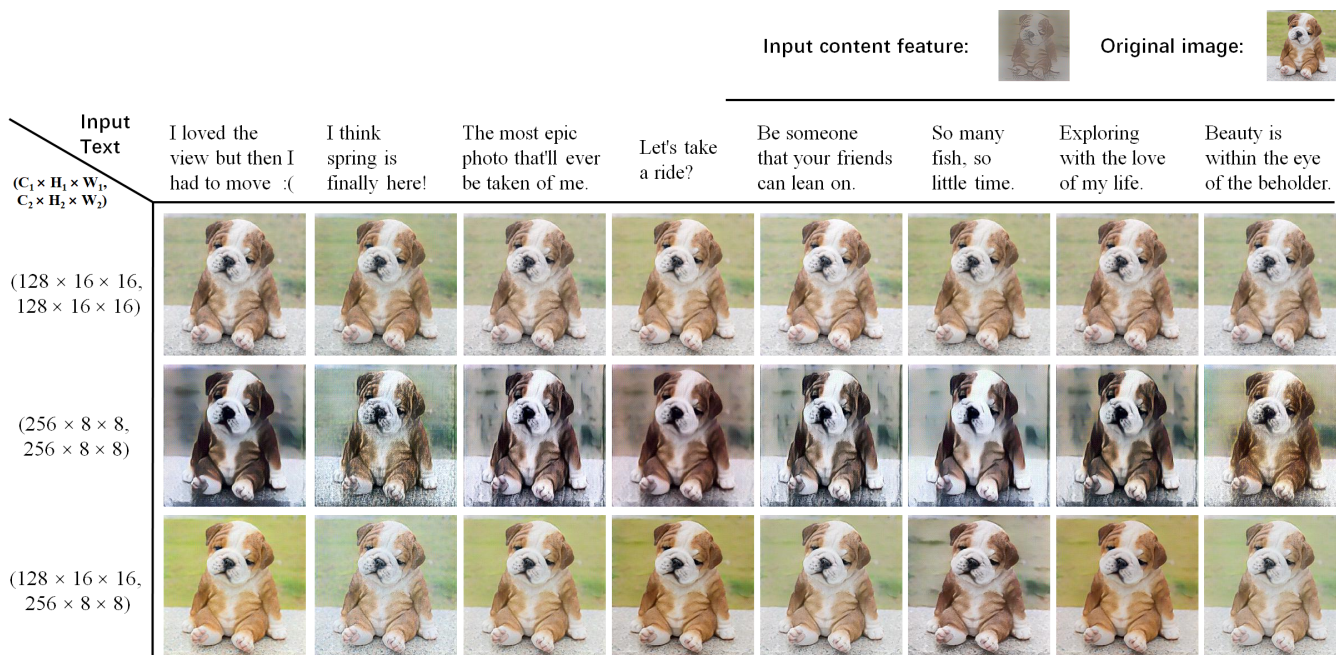 Input content feature:
Original image:
Input
Text
(C₁ × H₁ × W₁,
C₂ × H₂ × W₂)
I loved the
view but then I
had to move :(
I think
spring is
finally here!
The most epic
photo that'll ever
be taken of me.
Let's take
a ride?
Be someone
that your friends
can lean on.
So many
fish, so
little time.
Exploring
with the love
of my life.
Beauty is
within the eye
of the beholder.
(128 × 16 × 16,
128 × 16 × 16)
(256 × 8 × 8,
256 × 8 × 8)
(128 × 16 × 16,
256 × 8 × 8)